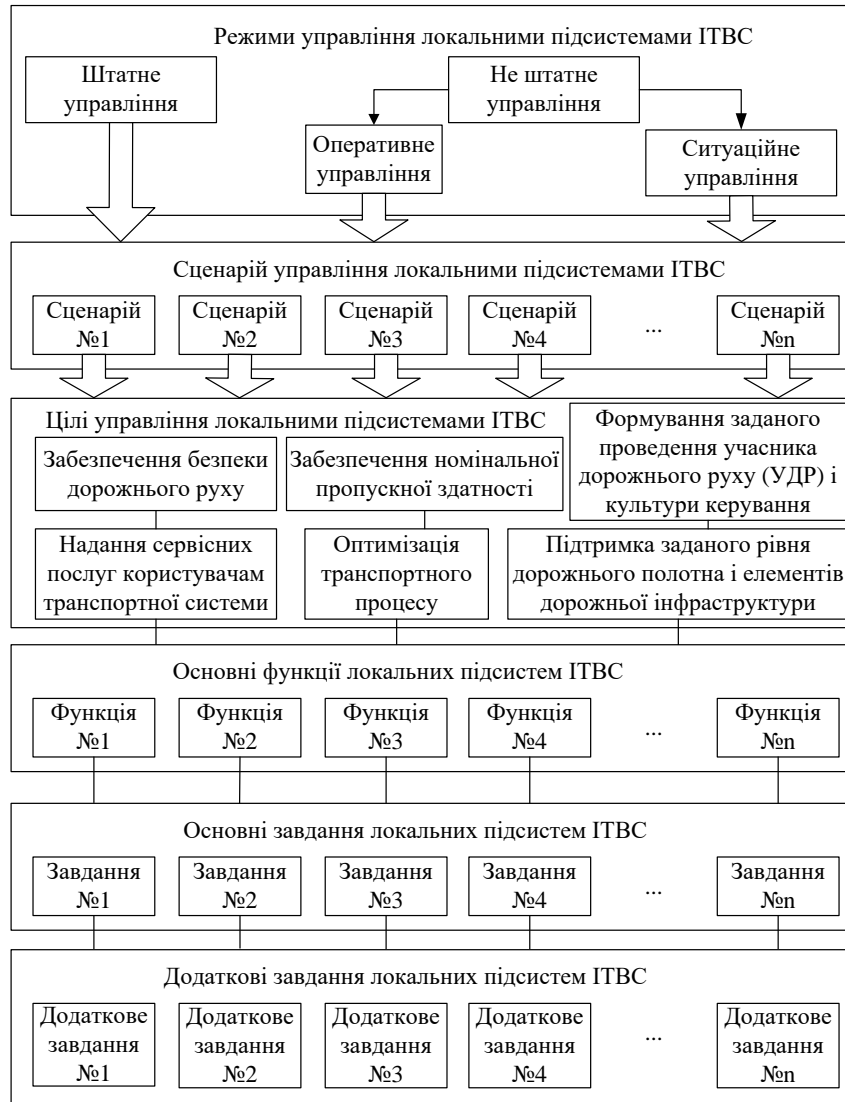 Режими управління локальними підсистемами ІТВС
Штатне
управління
Не штатне
управління
Оперативне
управління
Ситуаційне
управління
Сценарій управління локальними підсистемами ІТВС
Сценарій
№1
Сценарій
№2
Сценарій
№3
Сценарій
№4
...
Сценарій
№n
Цілі управління локальними підсистемами ІТВС
Забезпечення безпеки
дорожнього руху
Забезпечення номінальної
пропускної здатності
Формування заданого
проведення учасника
дорожнього руху (УДР) і
культури керування
Надання сервісних
послуг користувачам
транспортної системи
Оптимізація
транспортного
процесу
Підтримка заданого рівня
дорожнього полотна і елементів
дорожньої інфраструктури
Основні функції локальних підсистем ІТВС
Функція
№1
Функція
№2
Функція
№3
Функція
№4
...
Функція
№n
Основні завдання локальних підсистем ІТВС
Завдання
№1
Завдання
№2
Завдання
№3
Завдання
№4
...
Завдання
№n
Додаткові завдання локальних підсистем ІТВС
Додаткове
завдання
№1
Додаткове
завдання
№2
Додаткове
завдання
№3
Додаткове
завдання
№4
...
Додаткове
завдання
№n